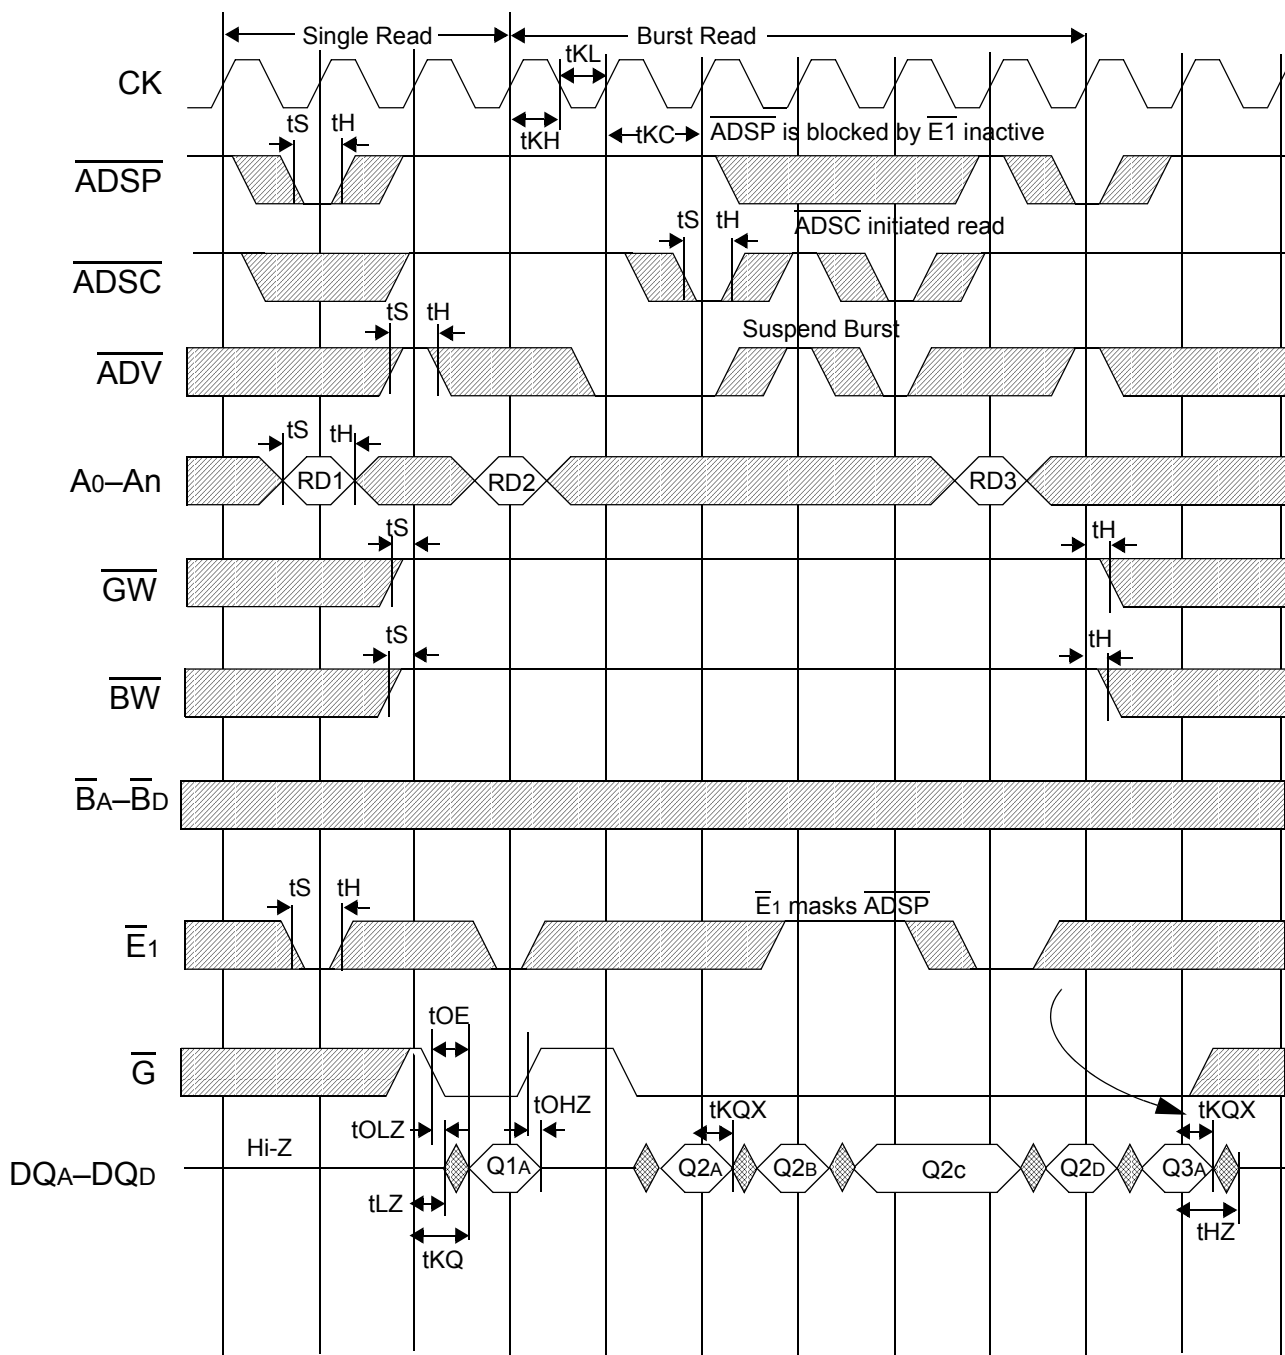 Single Read Burst Read
tKL
CK
tS tH tKH tKC ADSP is blocked by E1 inactive
ADSP
tS tH ADSC initiated read
ADSC
tS tH Suspend Burst
ADV
tS tH
A0–An RD1 RD2 RD3
tS tH
GW
tS tH
BW
BA–BD
tS tH E1 masks ADSP
E1
tOE
G
tOLZ tOHZ tKQX tKQX
Hi-Z
DQA–DQD Q1A Q2A Q2B Q2c Q2D Q3A
tLZ tHZ
tKQ